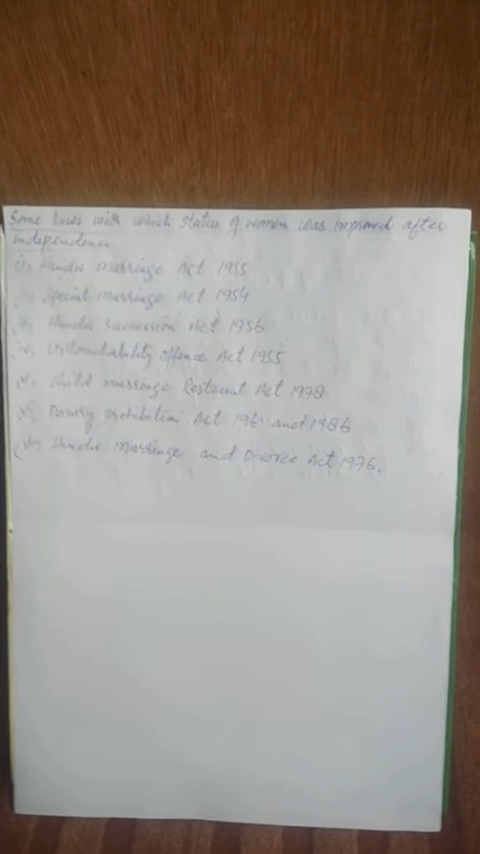 Some laws with which status of women was improved after
independence
i) Hindu marriage Act 1955
ii) Special marriage Act 1954
iii) Hindu succession Act 1956
iv) Untouchability offence Act 1955
v) Child marriage Restraint Act 1978
vi) Dowry prohibition Act 1961 and 1986
vii) Hindu Marriage and Divorce Act 1976.